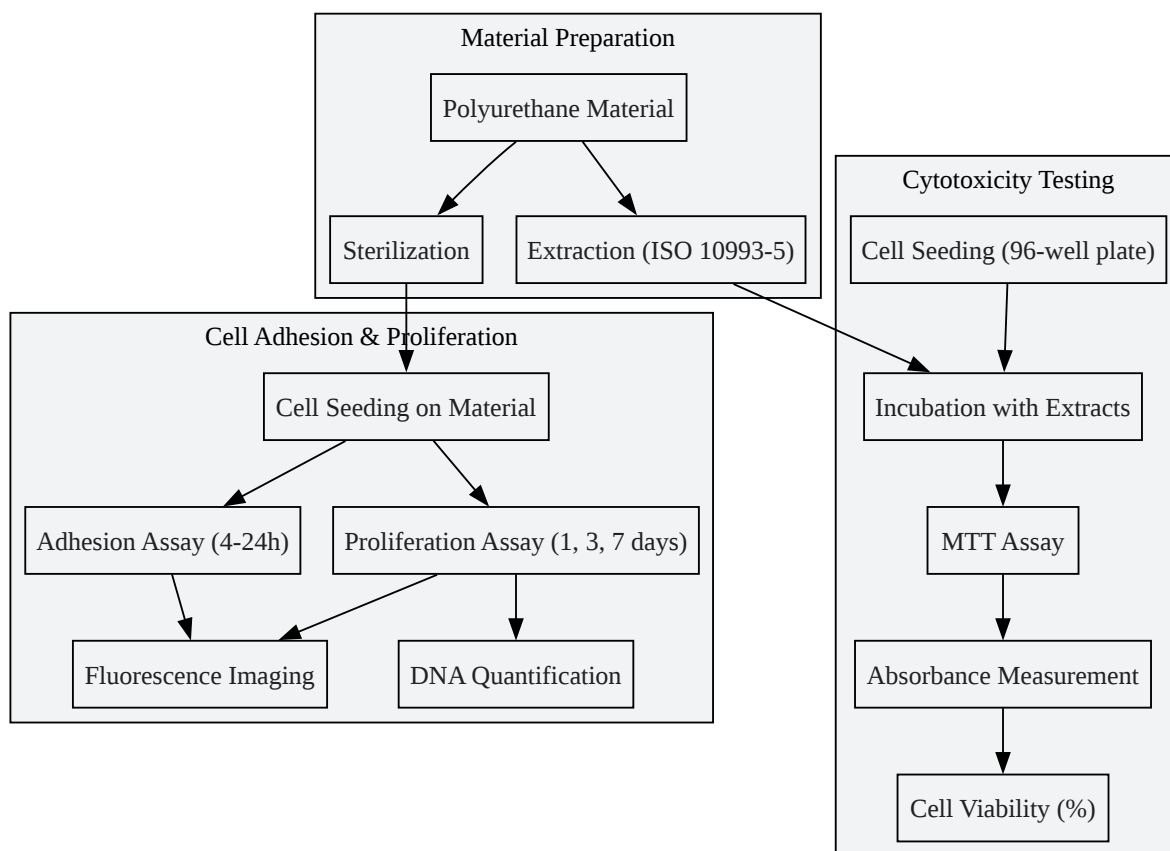 Material Preparation
Polyurethane Material
Sterilization
Extraction (ISO 10993-5)
Cytotoxicity Testing
Cell Seeding (96-well plate)
Incubation with Extracts
MTT Assay
Absorbance Measurement
Cell Viability (%)
Cell Adhesion & Proliferation
Cell Seeding on Material
Adhesion Assay (4-24h)
Proliferation Assay (1, 3, 7 days)
Fluorescence Imaging
DNA Quantification